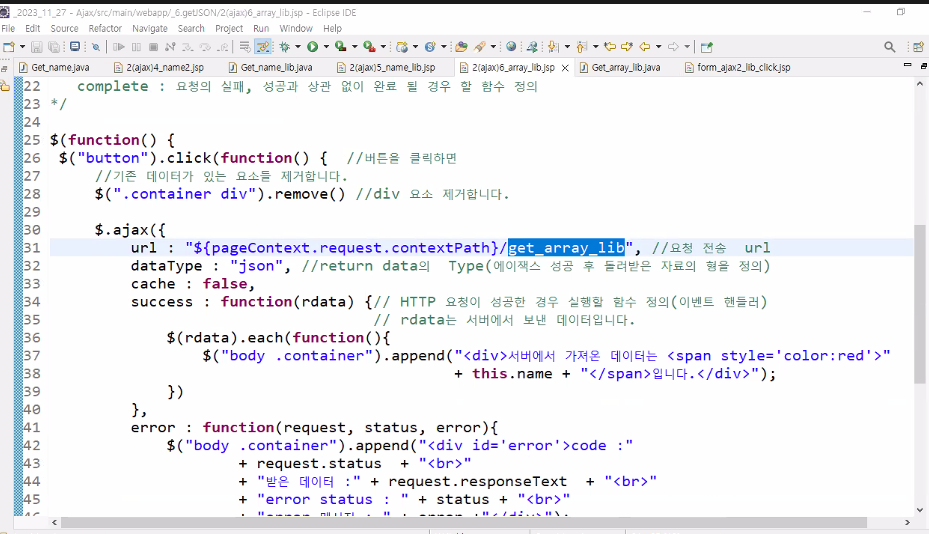 _2023_11_27 - Ajax/src/main/webapp/_6.getJSON/2(ajax)6_array_lib.jsp - Eclipse IDE
File Edit Source Refactor Navigate Search Project Run Window Help
Get_name.java 2(ajax)4_name2.jsp Get_name_lib.java 2(ajax)5_name_lib.jsp 2(ajax)6_array_lib.jsp Get_array_lib.java form_ajax2_lib_click.jsp
22 complete : 요청의 실패, 성공과 상관 없이 완료 될 경우 할 함수 정의
23 */
24
25 $(function() {
26 $("button").click(function() { //버튼을 클릭하면
27 //기존 데이터가 있는 요소들 제거합니다.
28 $(".container div").remove() //div 요소 제거합니다.
29
30 $.ajax({
31 url : "${pageContext.request.contextPath}/get_array_lib", //요청 전송 url
32 dataType : "json", //return data의 Type(에이잭스 성공 후 돌려받은 자료의 형을 정의)
33 cache : false,
34 success : function(rdata) {// HTTP 요청이 성공한 경우 실행할 함수 정의(이벤트 핸들러)
35 // rdata는 서버에서 보낸 데이터입니다.
36 $(rdata).each(function(){
37 $("body .container").append("<div>서버에서 가져온 데이터는 <span style='color:red'>"
38 + this.name + "</span>입니다.</div>");
39 })
40 },
41 error : function(request, status, error){
42 $("body .container").append("<div id='error'>code :"
43 + request.status + "<br>"
44 + "받은 데이터 :" + request.responseText + "<br>"
45 + "error status : " + status + "<br>"
46 + "error 메시지 : " + error +"</div>");